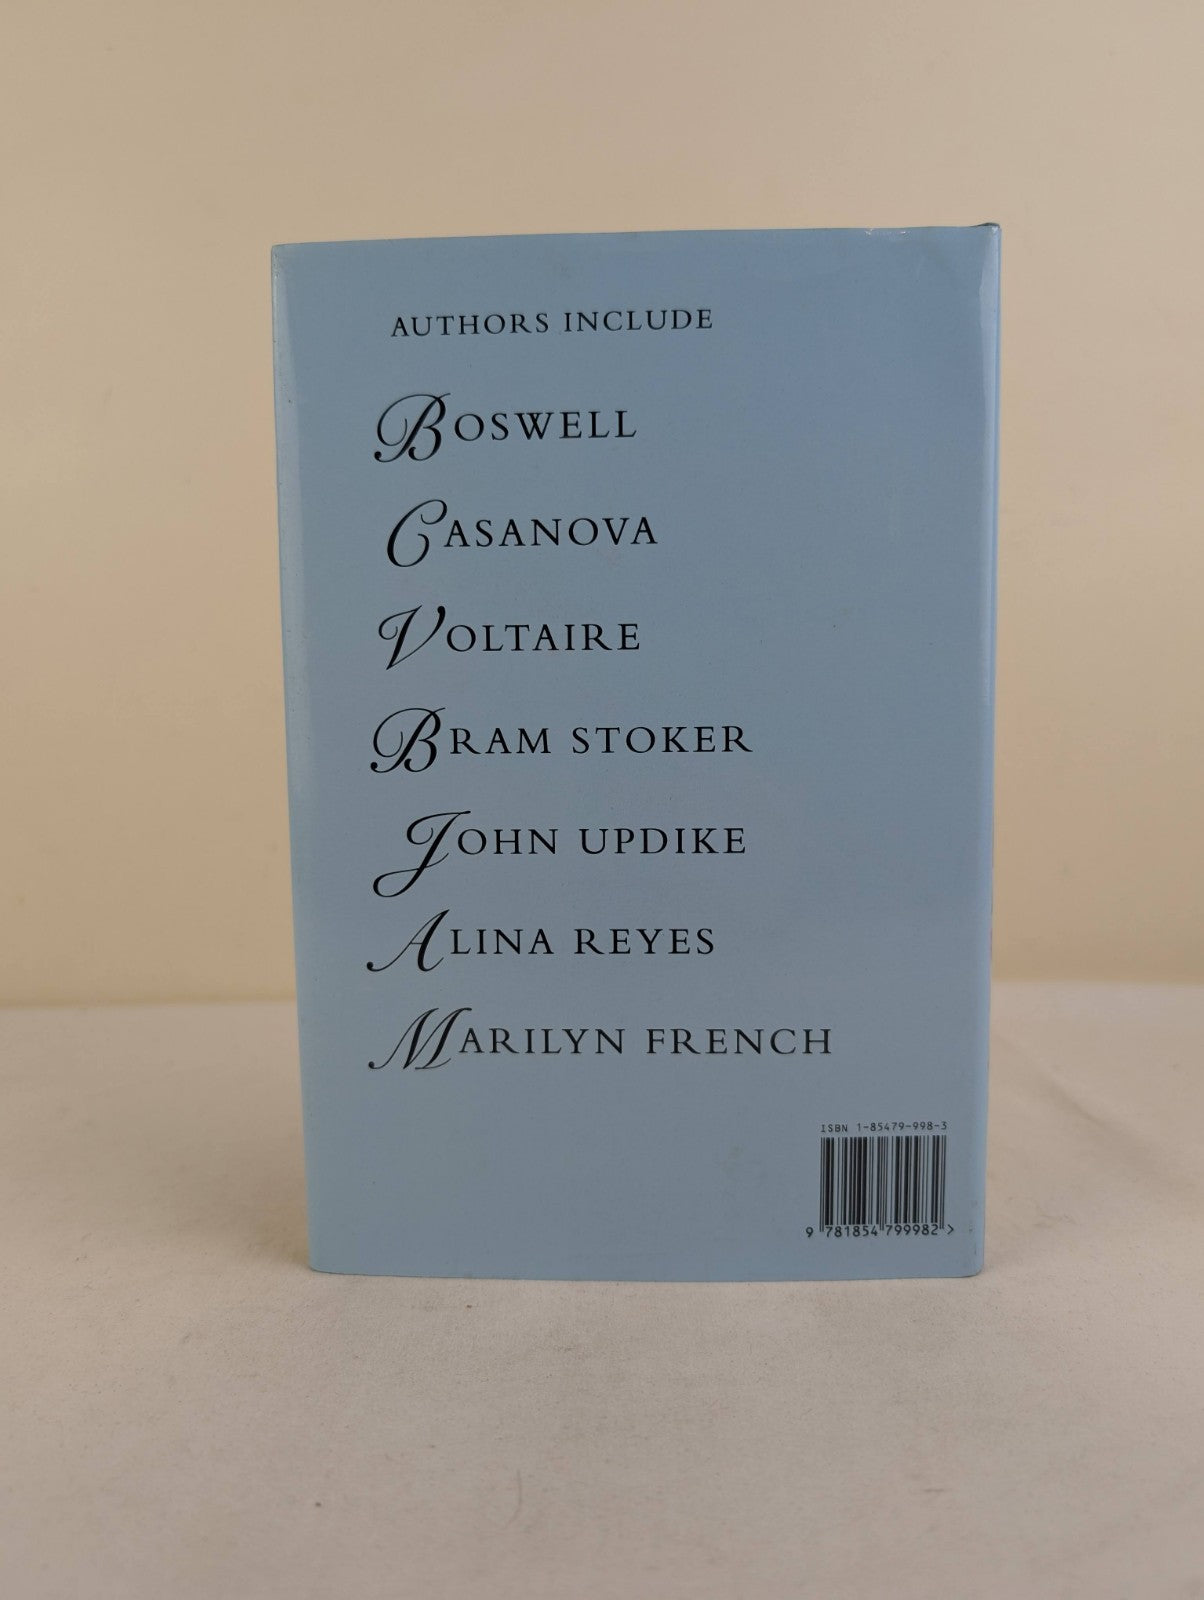 AUTHORS INCLUDE
BOSWELL
CASANOVA
VOLTAIRE
BRAM STOKER
JOHN UPDIKE
ALINA REYES
MARILYN FRENCH
ISBN 1-85479-998-3
9 781854 799982 >